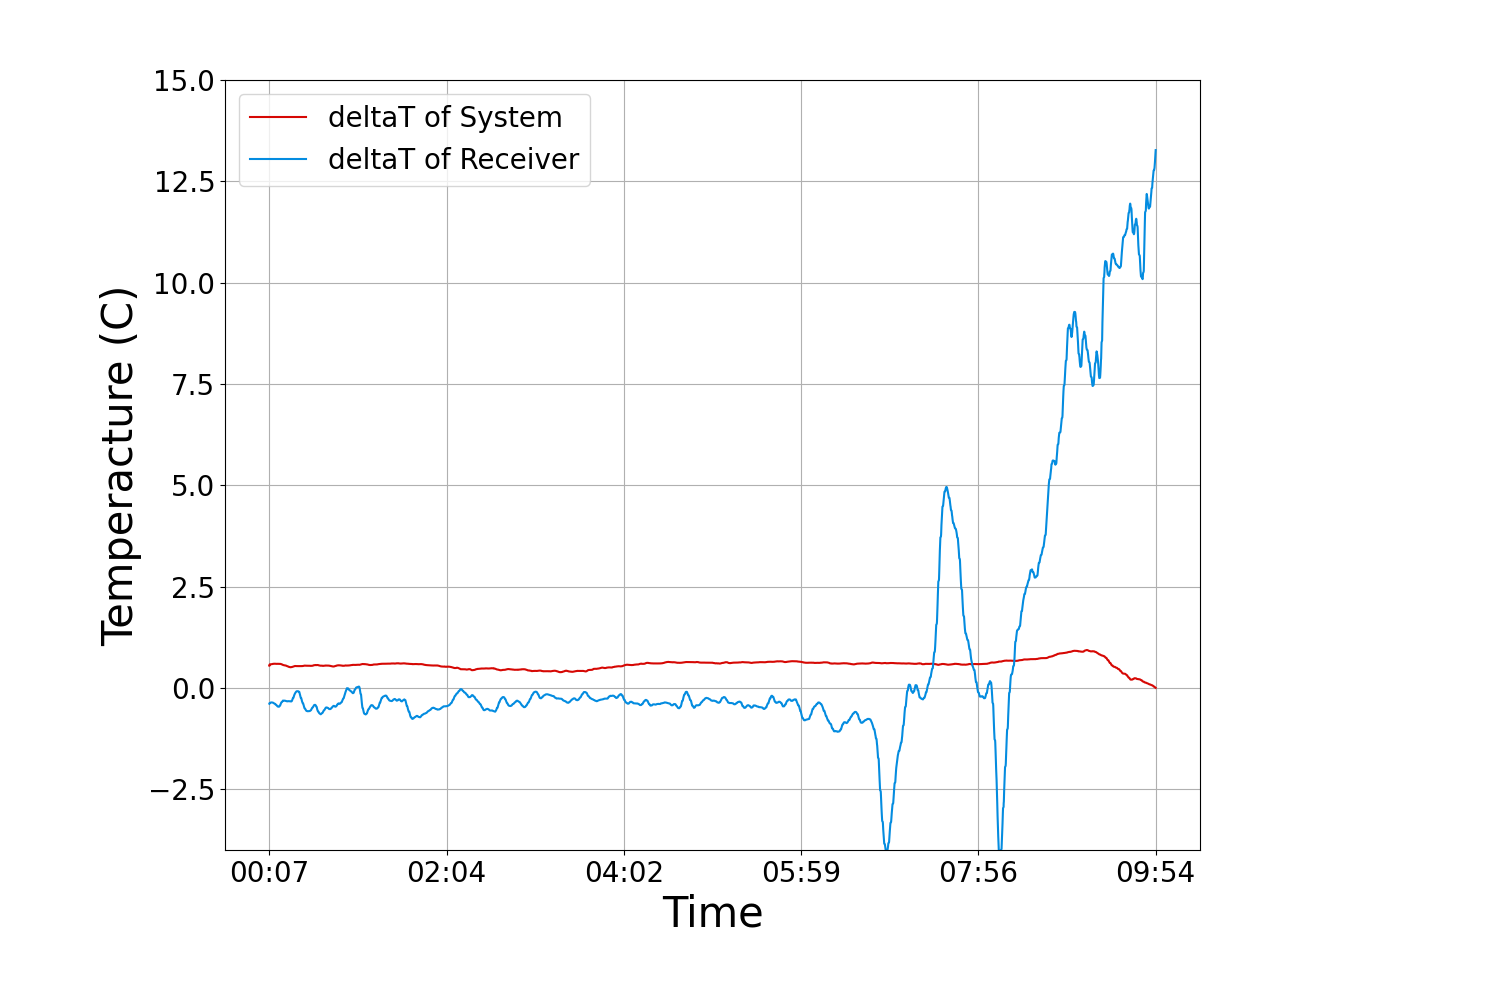 deltaT of System
deltaT of Receiver
Temperacture (C)
15.0
12.5
10.0
7.5
5.0
2.5
0.0
−2.5
00:07 02:04 04:02 05:59 07:56 09:54
Time